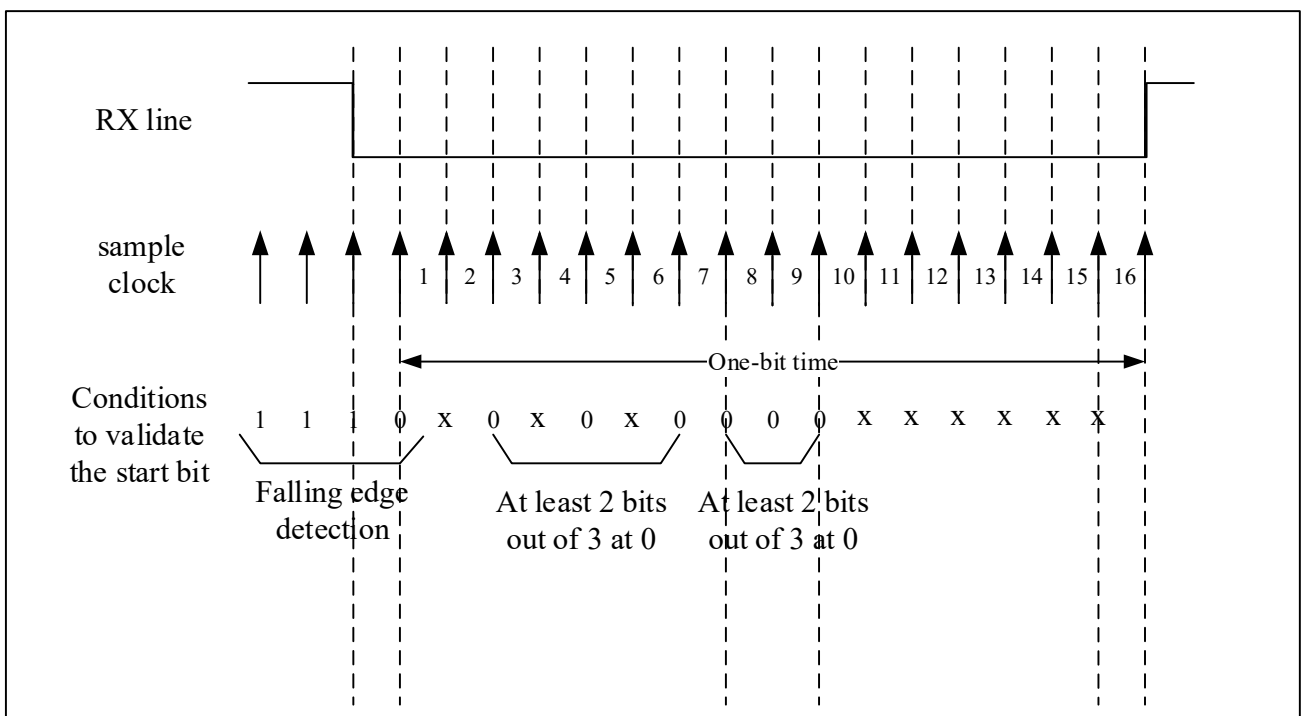 RX line
sample
clock
1 2 3 4 5 6 7 8 9 10 11 12 13 14 15 16
One-bit time
Conditions
to validate
the start bit
1 1 1 0 x 0 x 0 x 0 0 0 0 x x x x x x
Falling edge
detection
At least 2 bits
out of 3 at 0
At least 2 bits
out of 3 at 0